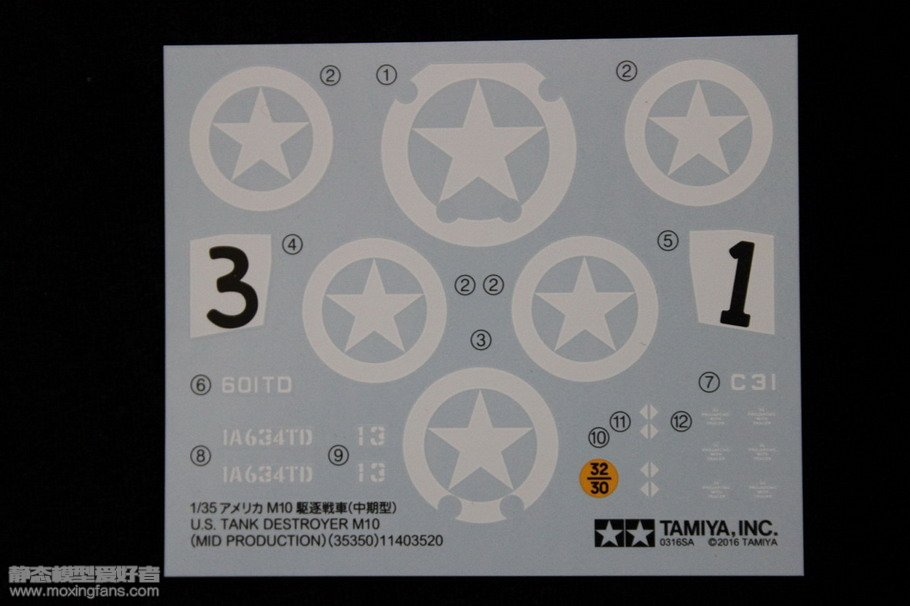 ② ① ②
3 ④ ⑤ 1
② ②
③
⑥ 601TD ⑦ C31
1A634TD 13
⑧ ⑨ ⑩ ⑪ ⑫
1A634TD 13
32
30
1/35 アメリカ M10 駆逐戦車(中期型)
U.S. TANK DESTROYER M10
(MID PRODUCTION)(35350)11403520
TAMIYA, INC.
0316SA ©2016 TAMIYA
静态模型爱好者
www.moxingfans.com